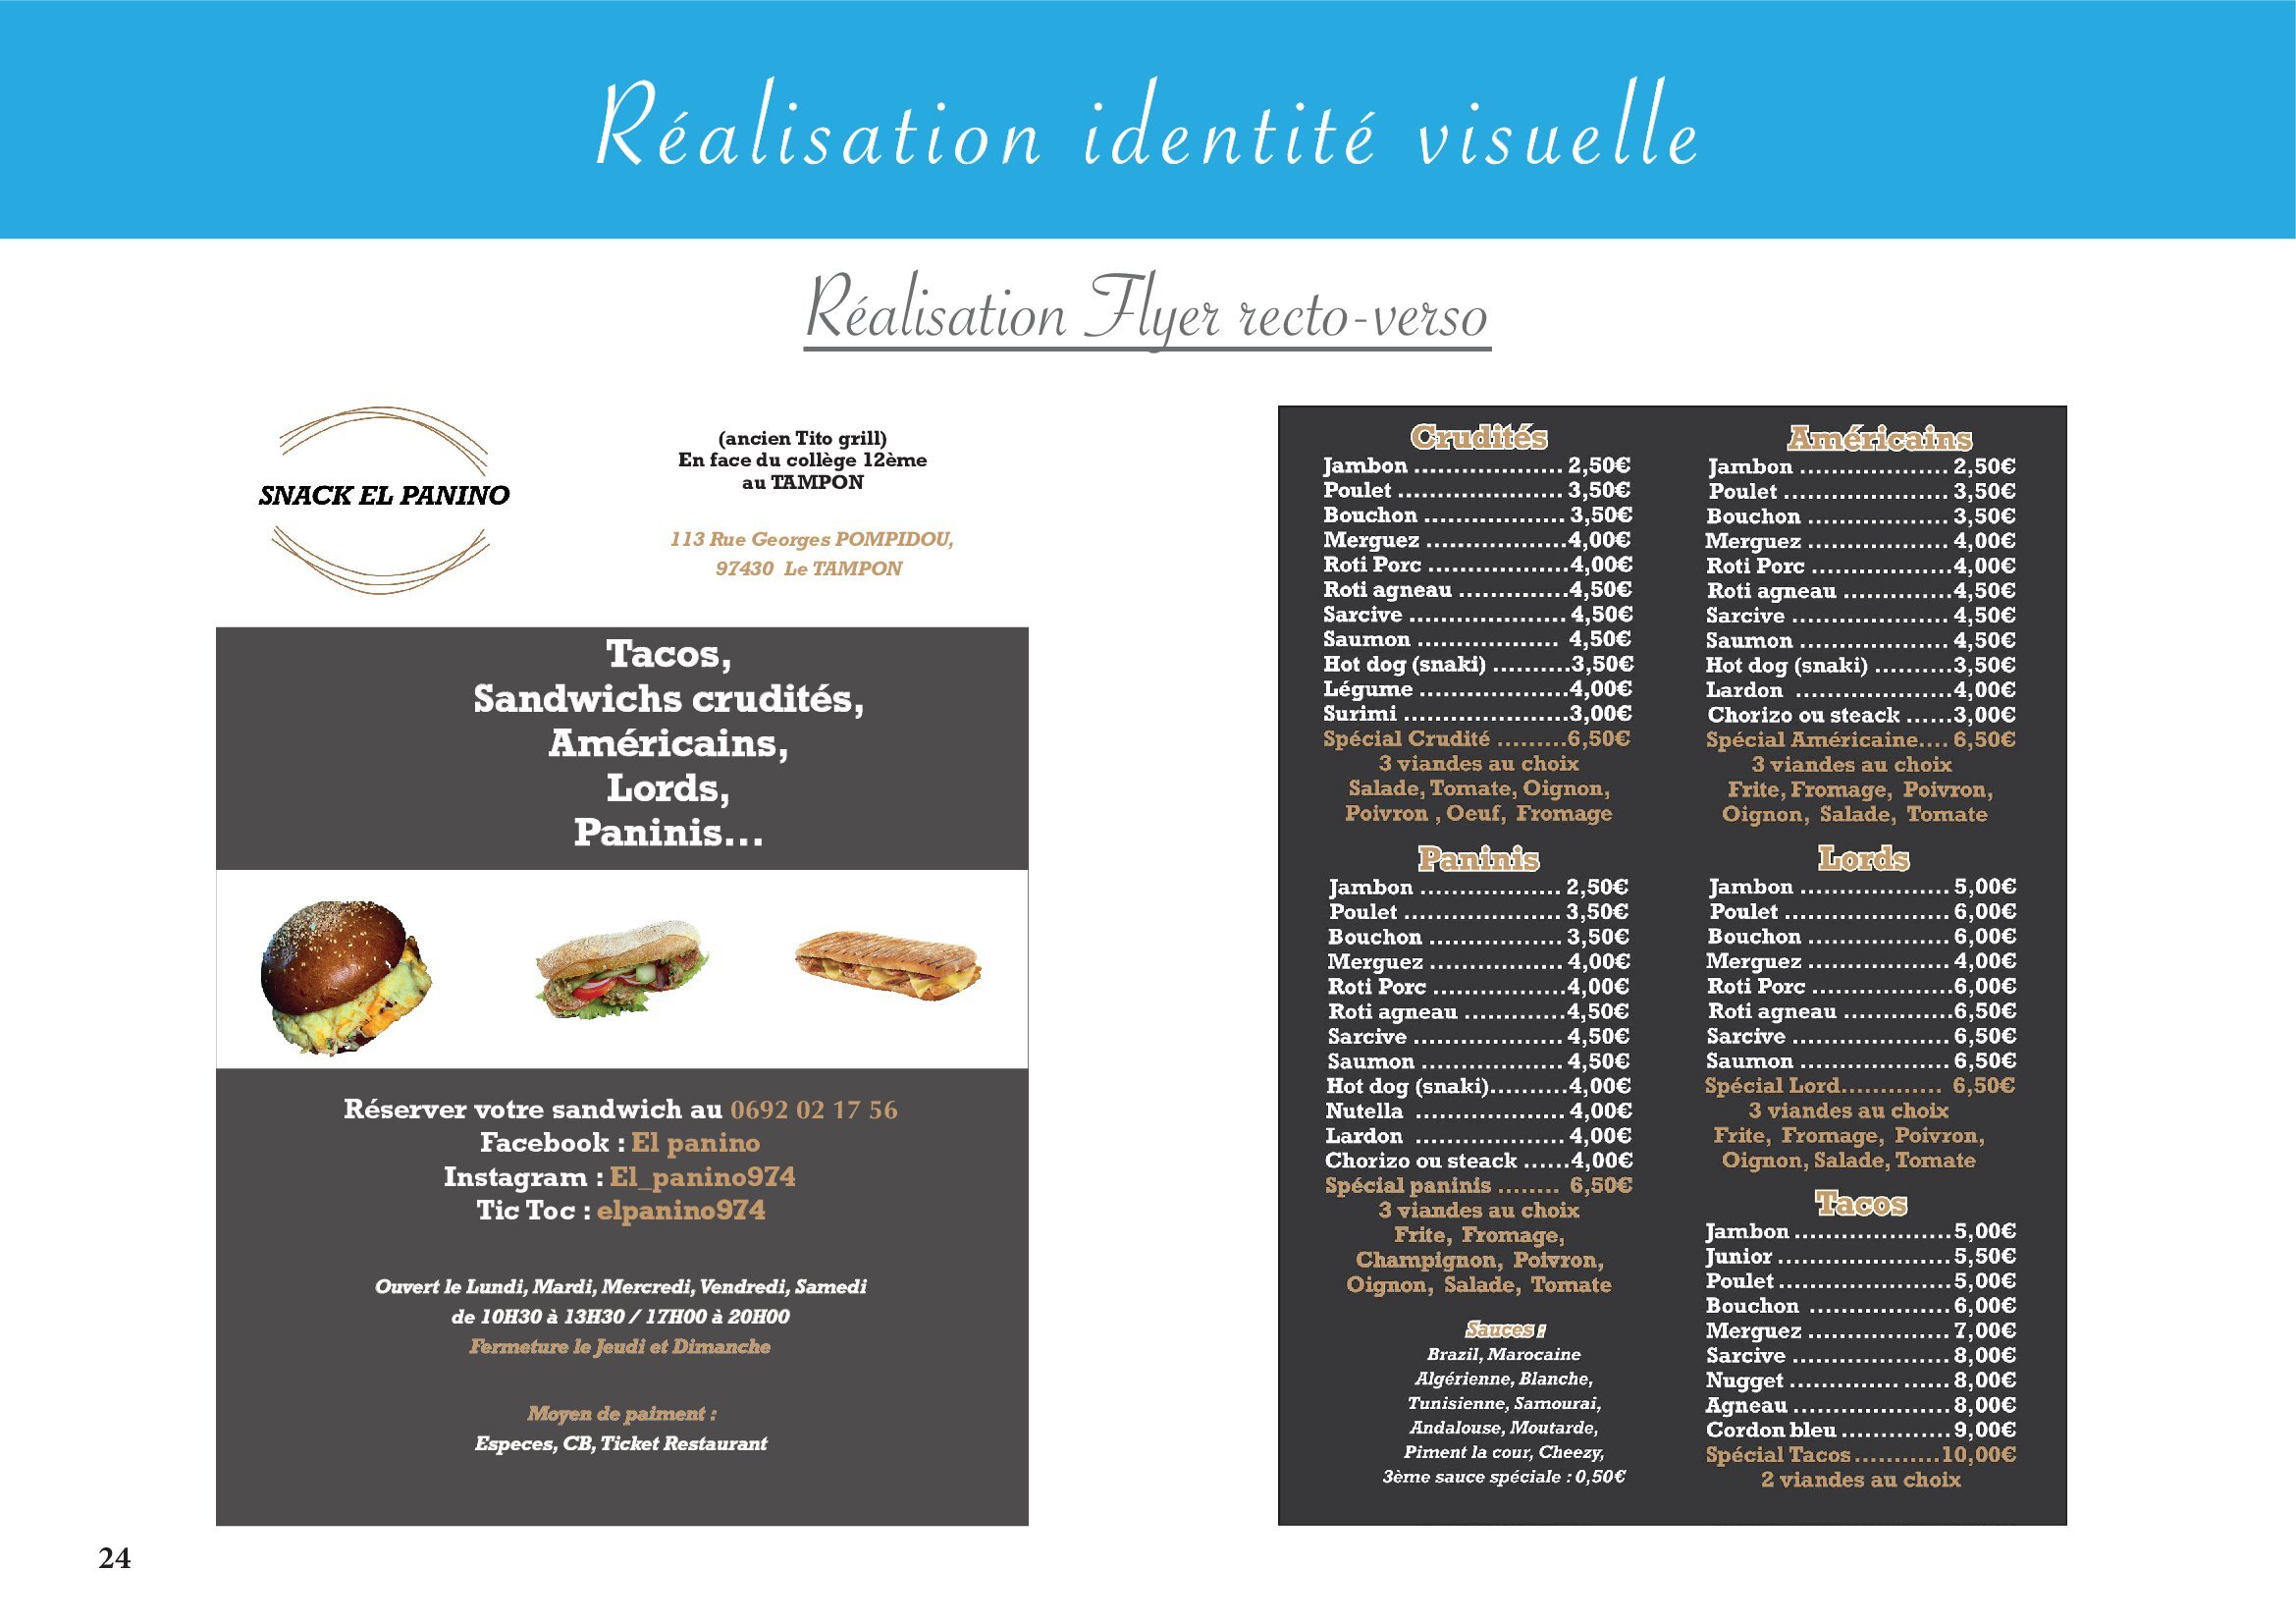 Réalisation identité visuelle
Réalisation Flyer recto-verso
SNACK EL PANINO
(ancien Tito grill)
En face du collège 12ème
au TAMPON
113 Rue Georges POMPIDOU,
97430 Le TAMPON
Tacos,
Sandwichs crudités,
Américains,
Lords,
Paninis...
Réserver votre sandwich au 0692 02 17 56
Facebook : El panino
Instagram : El_panino974
Tic Toc : elpanino974
Ouvert le Lundi, Mardi, Mercredi, Vendredi, Samedi
de 10H30 à 13H30 / 17H00 à 20H00
Fermeture le Jeudi et Dimanche
Moyen de paiment :
Especes, CB, Ticket Restaurant
Crudités
Jambon ................... 2,50€
Poulet ..................... 3,50€
Bouchon .................. 3,50€
Merguez ..................4,00€
Roti Porc ..................4,00€
Roti agneau ..............4,50€
Sarcive .................... 4,50€
Saumon .................. 4,50€
Hot dog (snaki) ..........3,50€
Légume ...................4,00€
Surimi .....................3,00€
Spécial Crudité .........6,50€
3 viandes au choix
Salade, Tomate, Oignon,
Poivron , Oeuf, Fromage
Paninis
Jambon .................. 2,50€
Poulet .................... 3,50€
Bouchon ................. 3,50€
Merguez ................. 4,00€
Roti Porc .................4,00€
Roti agneau .............4,50€
Sarcive ................... 4,50€
Saumon .................. 4,50€
Hot dog (snaki)..........4,00€
Nutella ................... 4,00€
Lardon ................... 4,00€
Chorizo ou steack ......4,00€
Spécial paninis ........ 6,50€
3 viandes au choix
Frite, Fromage,
Champignon, Poivron,
Oignon, Salade, Tomate
Sauces :
Brazil, Marocaine
Algérienne, Blanche,
Tunisienne, Samourai,
Andalouse, Moutarde,
Piment la cour, Cheezy,
3ème sauce spéciale : 0,50€
Américains
Jambon ................... 2,50€
Poulet ..................... 3,50€
Bouchon .................. 3,50€
Merguez .................. 4,00€
Roti Porc ..................4,00€
Roti agneau ..............4,50€
Sarcive .................... 4,50€
Saumon ................... 4,50€
Hot dog (snaki) ..........3,50€
Lardon ....................4,00€
Chorizo ou steack ......3,00€
Spécial Américaine.... 6,50€
3 viandes au choix
Frite, Fromage, Poivron,
Oignon, Salade, Tomate
Lords
Jambon ................... 5,00€
Poulet ..................... 6,00€
Bouchon .................. 6,00€
Merguez .................. 4,00€
Roti Porc ..................6,00€
Roti agneau ..............6,50€
Sarcive .................... 6,50€
Saumon ................... 6,50€
Spécial Lord............. 6,50€
3 viandes au choix
Frite, Fromage, Poivron,
Oignon, Salade, Tomate
Tacos
Jambon ....................5,00€
Junior ......................5,50€
Poulet ......................5,00€
Bouchon .................. 6,00€
Merguez .................. 7,00€
Sarcive .................... 8,00€
Nugget .............. ...... 8,00€
Agneau .................... 8,00€
Cordon bleu ..............9,00€
Spécial Tacos...........10,00€
2 viandes au choix
24